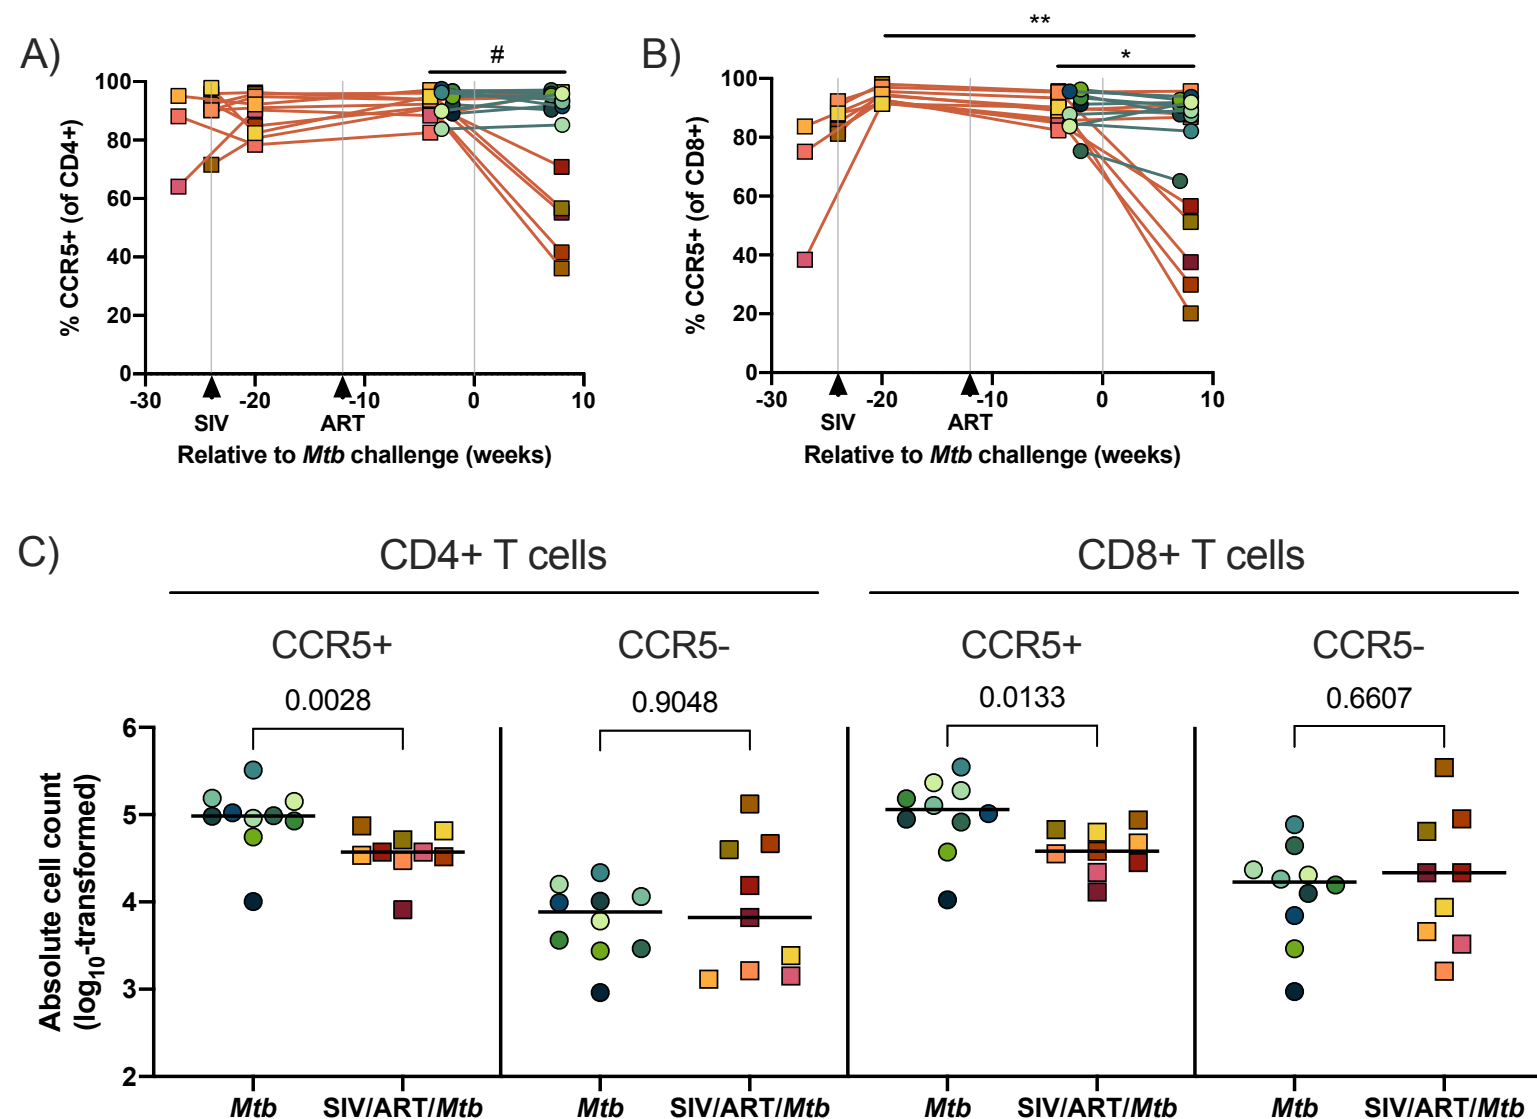 A)
#
100
80
60
40
20
0
-30
-20
-10
0
10
SIV
ART
% CCR5+ (of CD4+)
Relative to Mtb challenge (weeks)
B)
**
*
100
80
60
40
20
0
-30
-20
-10
0
10
SIV
ART
% CCR5+ (of CD8+)
Relative to Mtb challenge (weeks)
C)
CD4+ T cells
CD8+ T cells
CCR5+
CCR5-
CCR5+
CCR5-
0.0028
0.9048
0.0133
0.6607
6
5
4
3
2
Absolute cell count
(log10-transformed)
Mtb
SIV/ART/Mtb
Mtb
SIV/ART/Mtb
Mtb
SIV/ART/Mtb
Mtb
SIV/ART/Mtb